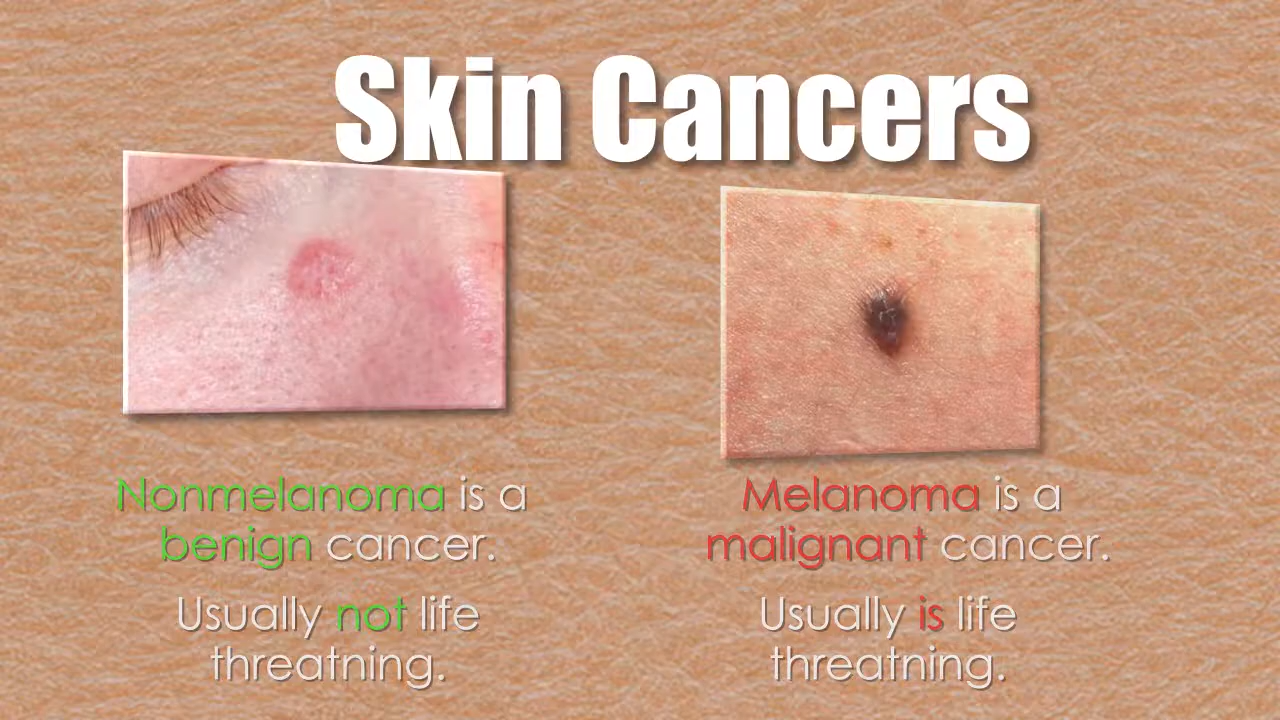 Skin Cancers
Nonmelanoma is a
benign cancer.
Usually not life
threatning.
Melanoma is a
malignant cancer.
Usually is life
threatning.